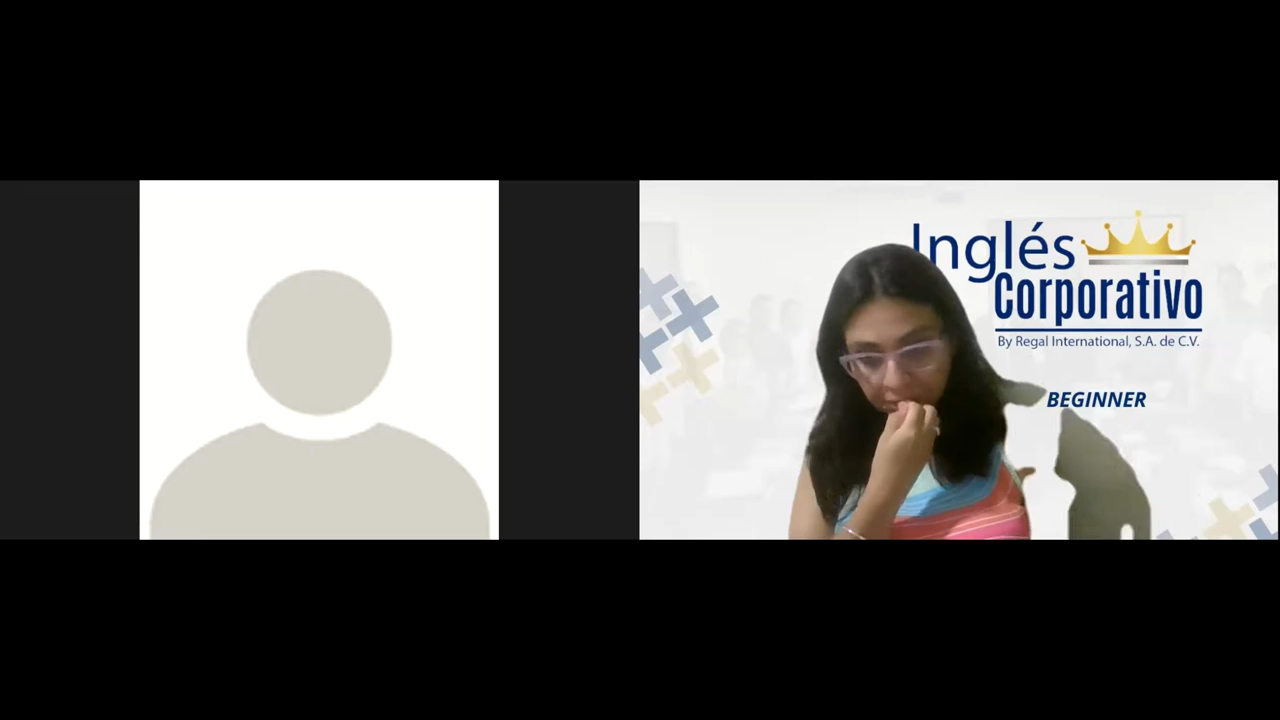 Inglés
Corporativo
By Regal International, S.A. de C.V.
BEGINNER